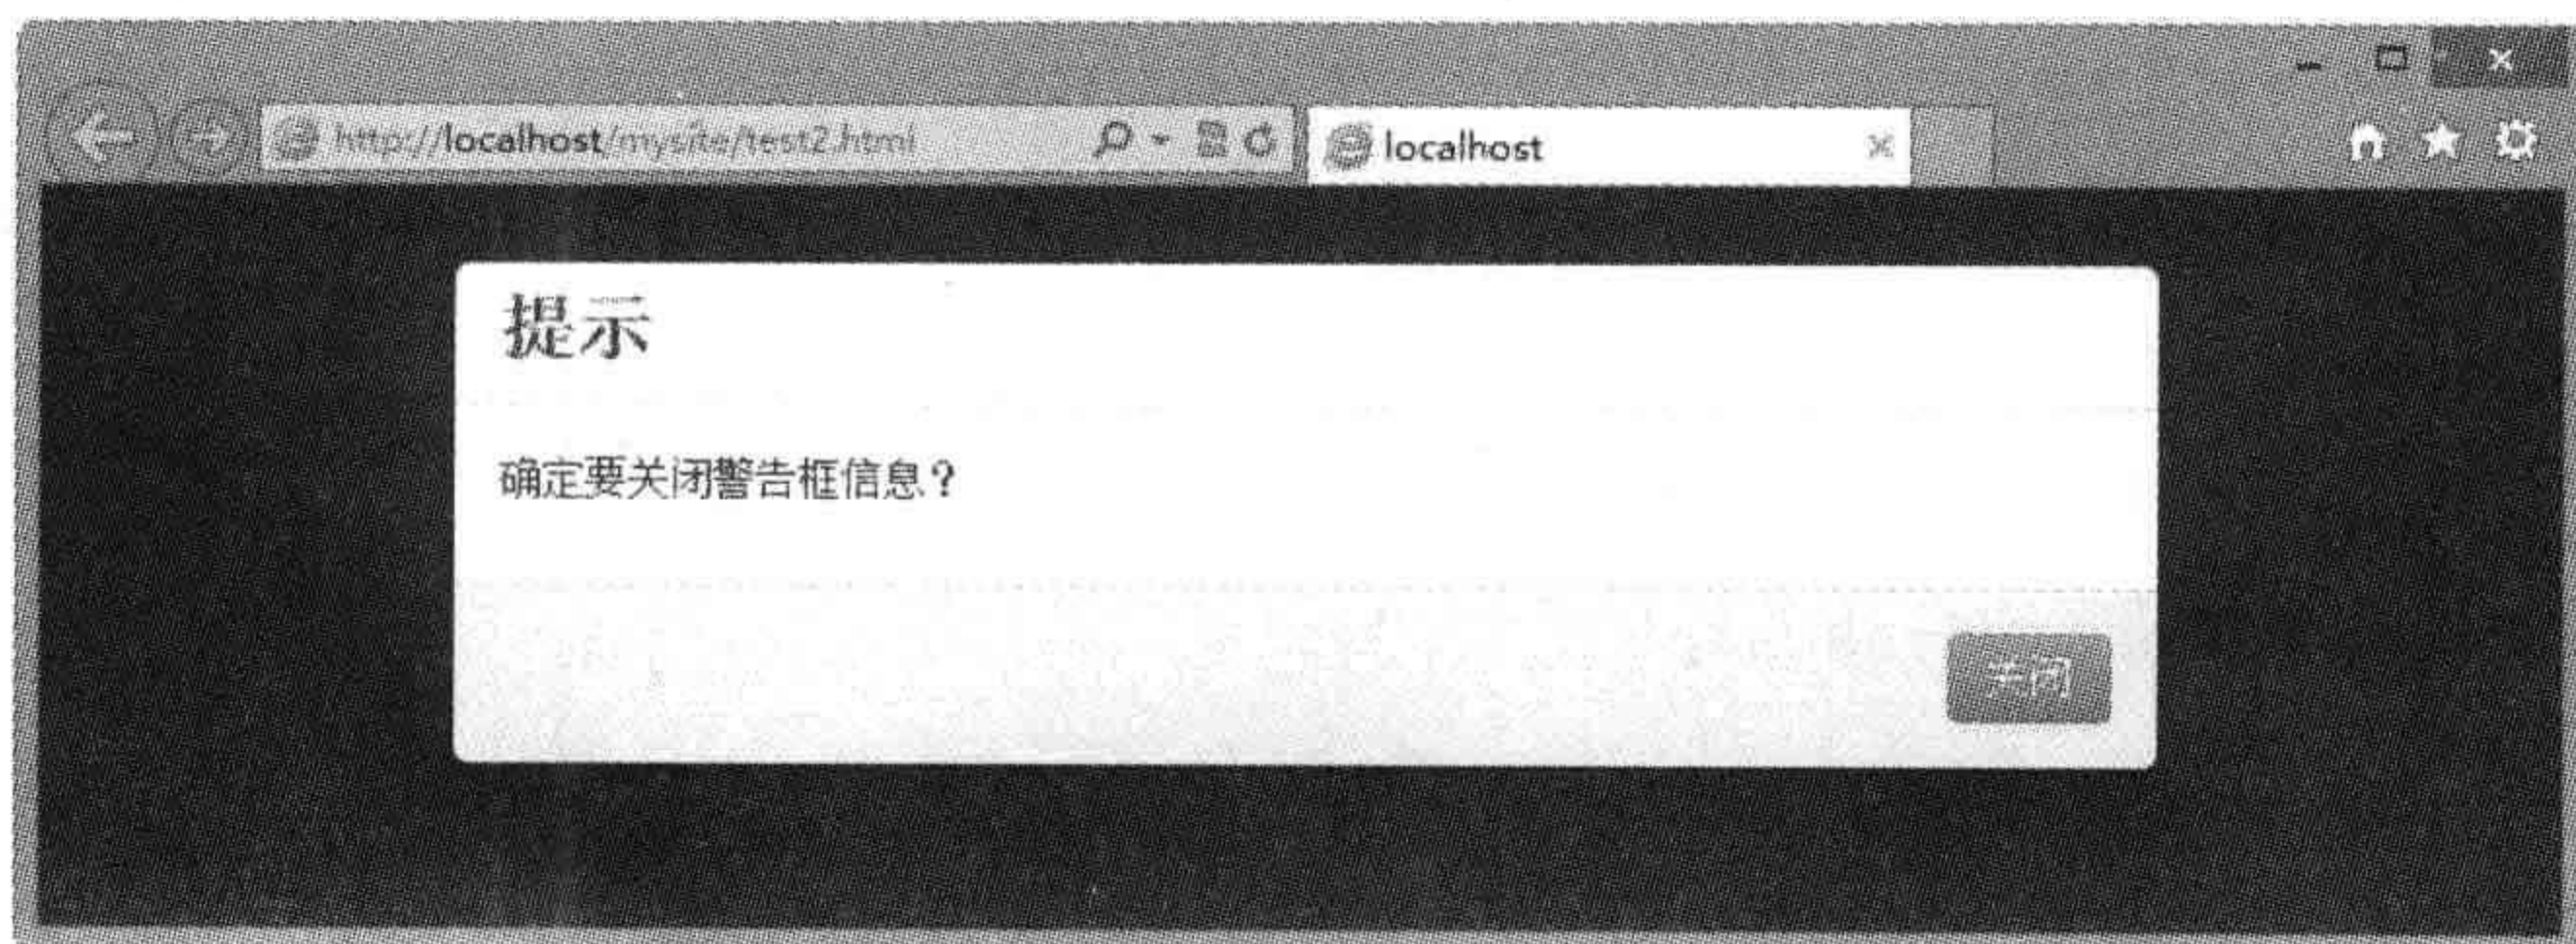 http://localhost/mysite/test2.html
localhost
提示
确定要关闭警告框信息？
关闭